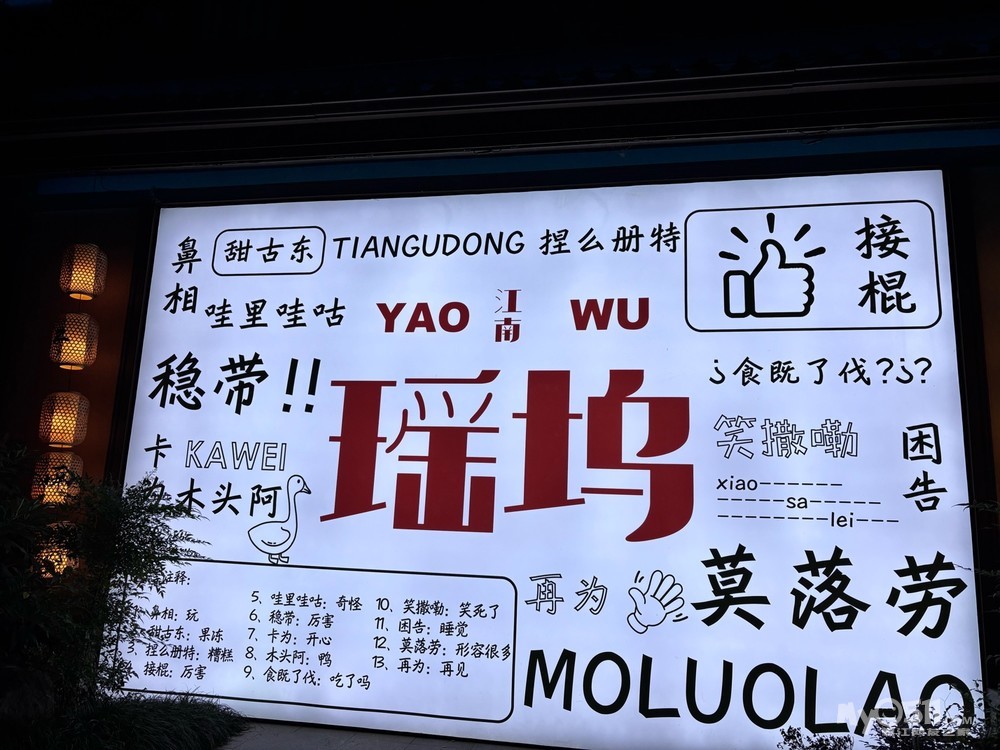 鼻相
甜古东
TIANGUDONG 捏么册特
接棍
哇里哇咕
YAO 江南 WU
稳带!!
瑶坞
食既了伐?
卡为
KAWEI
木头阿
笑撒嘞
xiao------
------sa------
--------lei---
困告
再为
莫落劳
MOLUOLAO
注释:
鼻相: 玩
甜古东: 果冻
3、捏么册特: 糟糕
接棍: 厉害
5、哇里哇咕: 奇怪
6、稳带: 厉害
7、卡为: 开心
8、木头阿: 鸭
9、食既了伐: 吃了吗
10、笑撒嘞: 笑死了
11、困告: 睡觉
12、莫落劳: 形容很多
13、再为: 再见